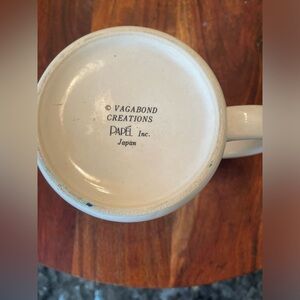 © VAGABOND
CREATIONS
PAPEL Inc.
Japan